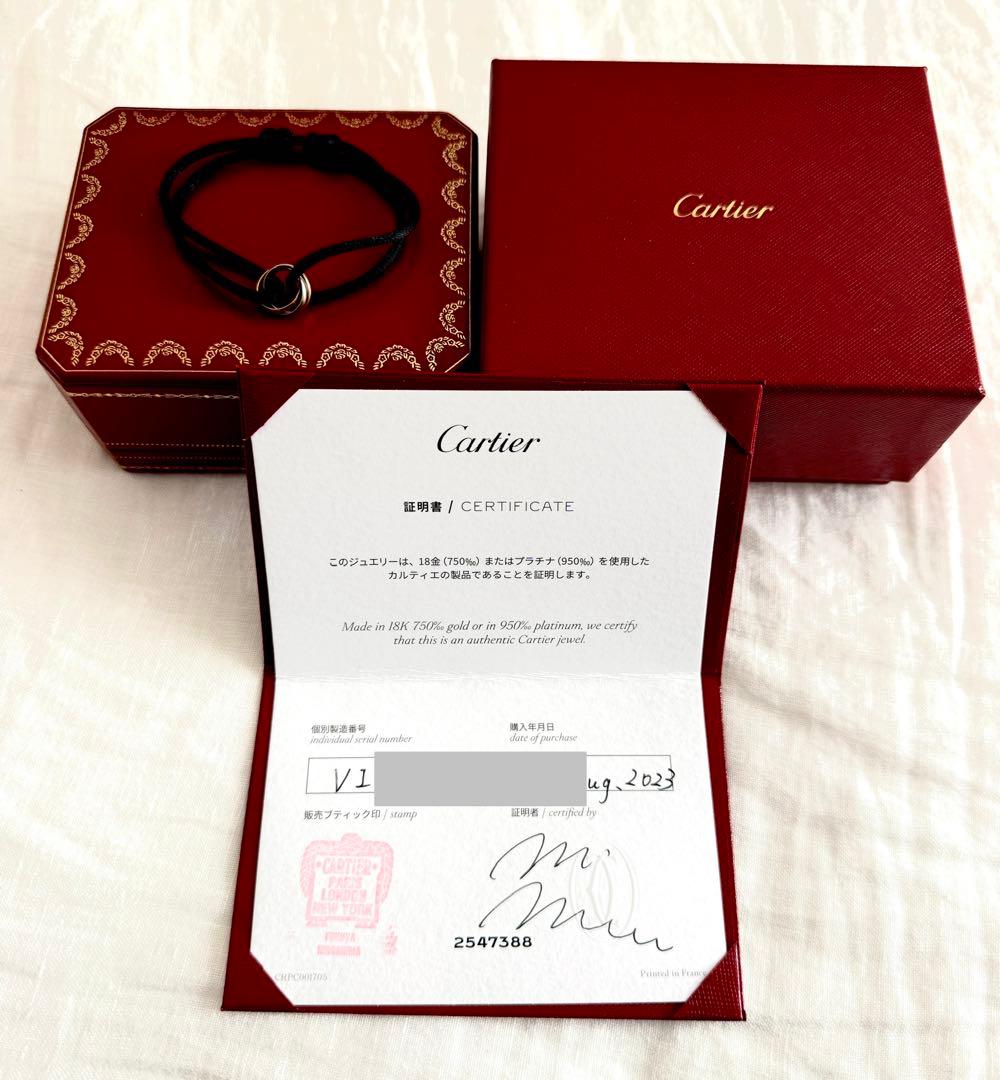 Cartier
Cartier
証明書 / CERTIFICATE
このジュエリーは、18金（750‰）またはプラチナ（950‰）を使用した
カルティエの製品であることを証明します。
Made in 18K 750‰ gold or in 950‰ platinum, we certify
that this is an authentic Cartier jewel.
個別製造番号 購入年月日
individual serial number date of purchase
VI ug. 2023
販売ブティック印 / stamp 証明者 / certified by
CARTIER
PARIS
LONDON
NEW YORK
2547388
CRPC001705 Printed in France